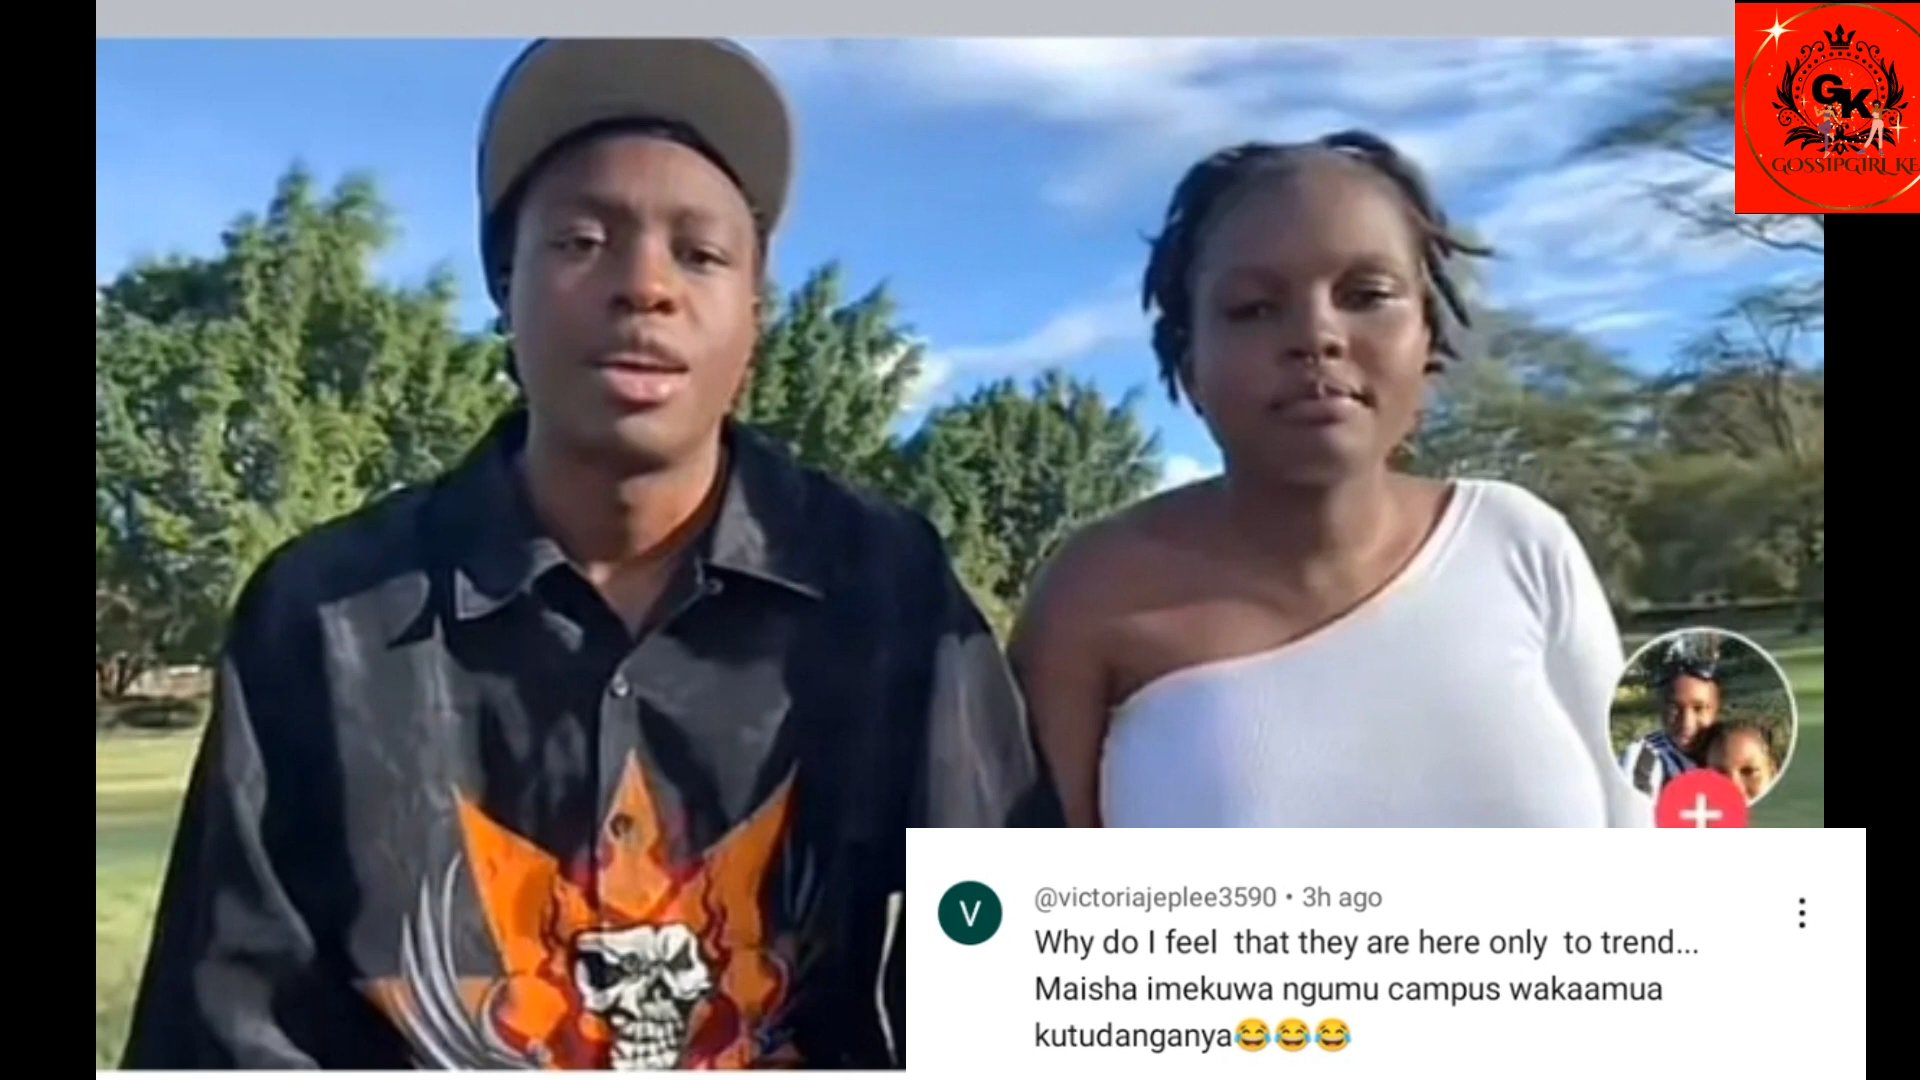 GK
GOSSIPGIRL_KE
V
@victoriajeplee3590 • 3h ago
Why do I feel that they are here only to trend...
Maisha imekuwa ngumu campus wakaamua
kutudanganya😂😂😂